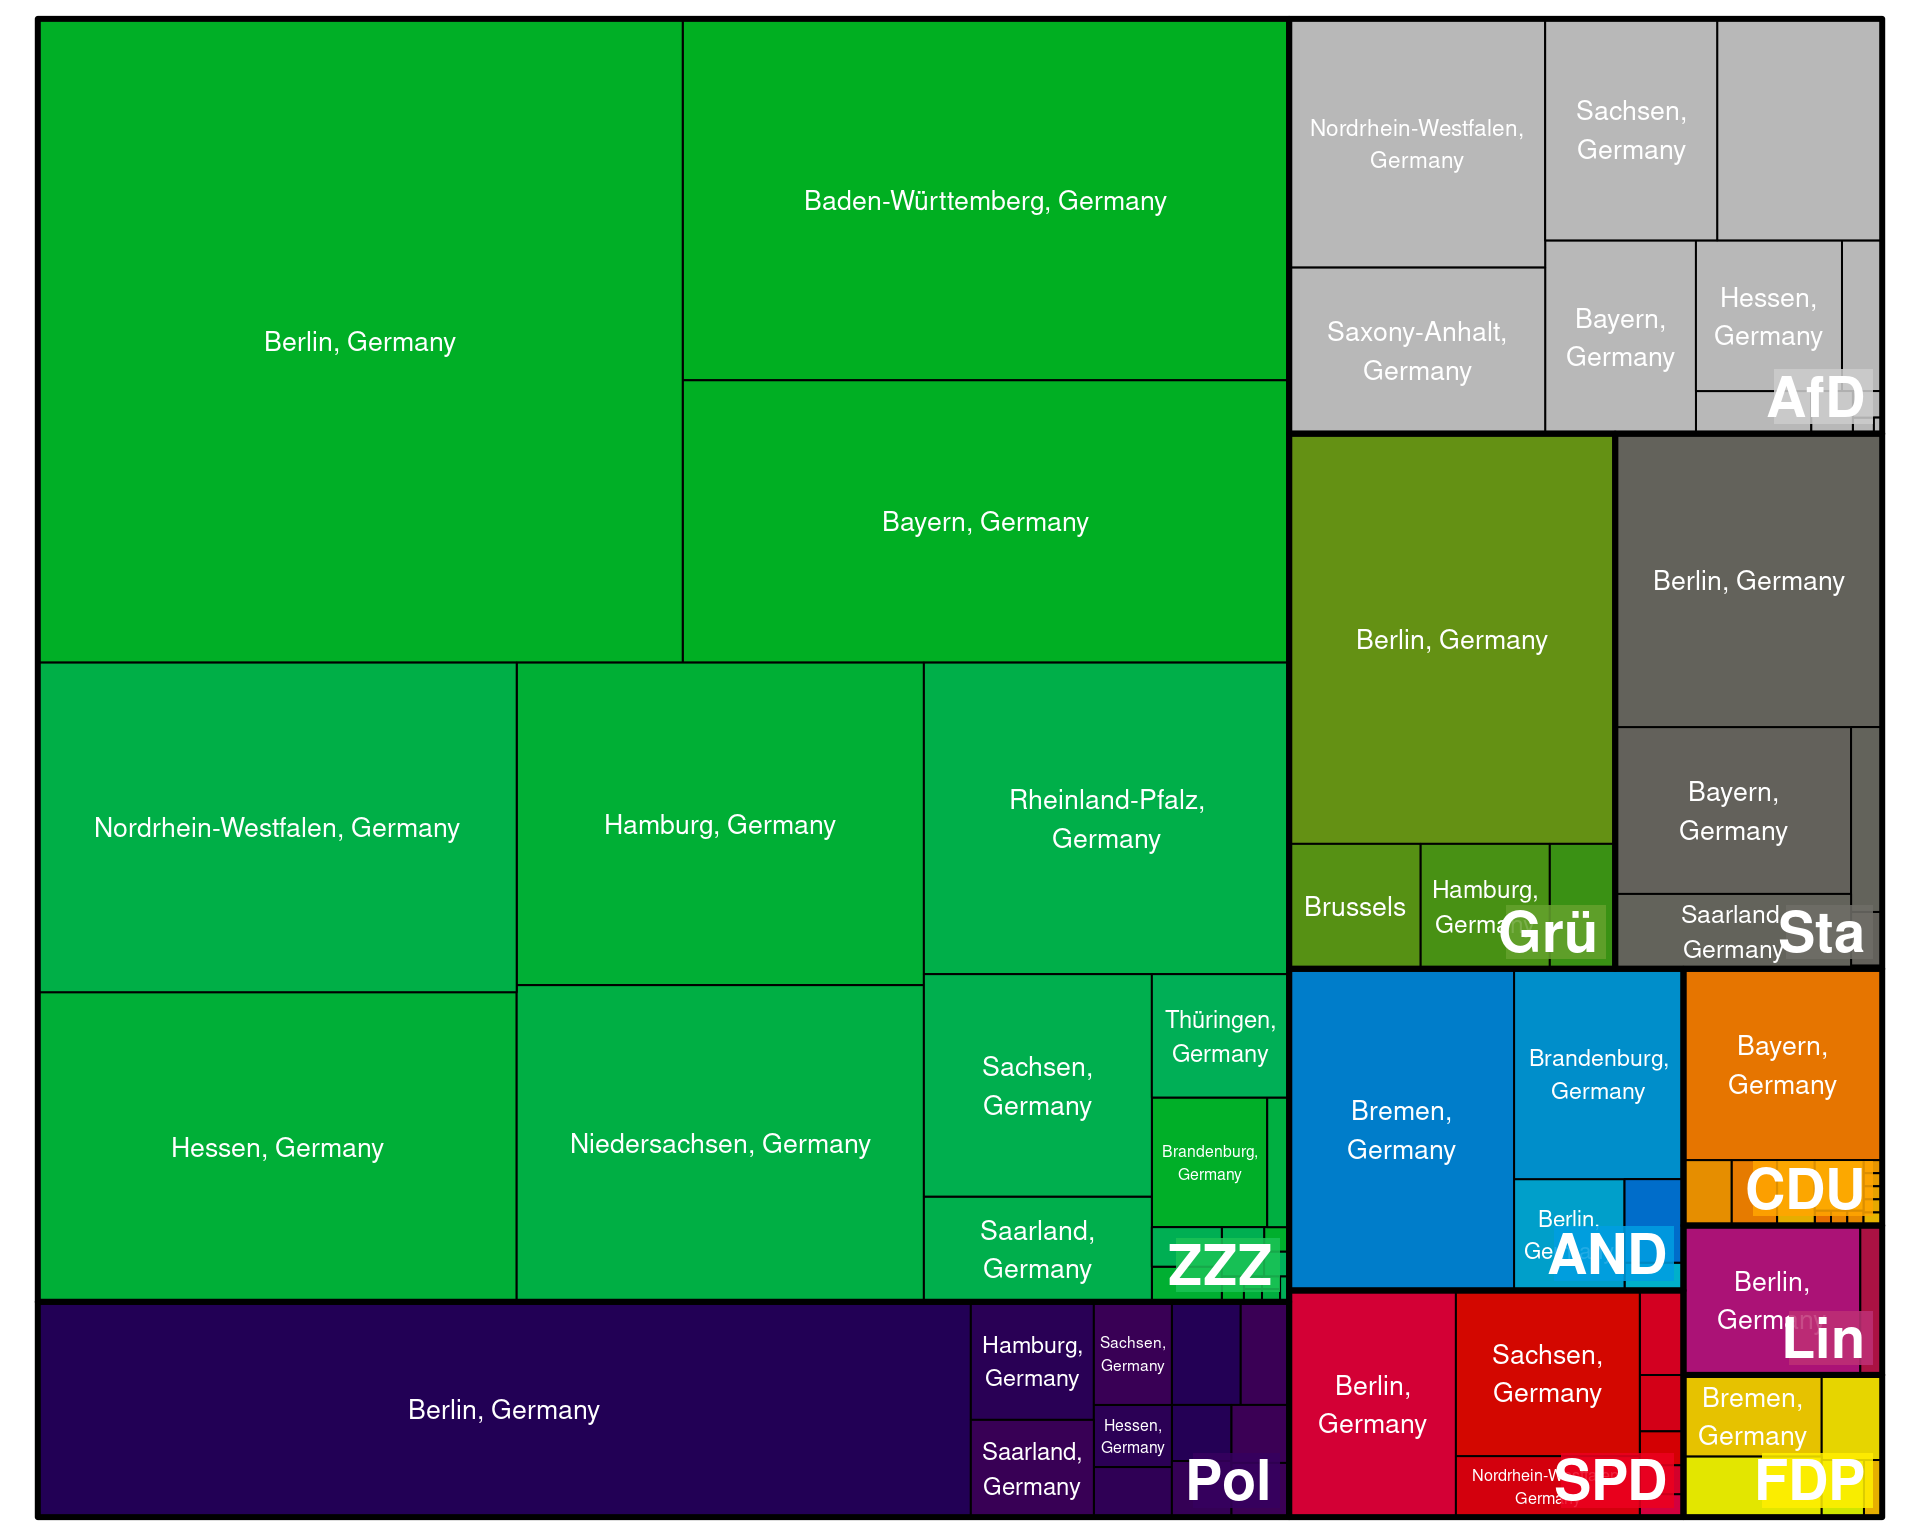 Berlin, Germany
Baden-Württemberg, Germany
Bayern, Germany
Nordrhein-Westfalen, Germany
Hamburg, Germany
Rheinland-Pfalz,
Germany
Hessen, Germany
Niedersachsen, Germany
Sachsen,
Germany
Thüringen,
Germany
Brandenburg,
Germany
Saarland,
Germany
ZZZ
Berlin, Germany
Hamburg,
Germany
Saarland,
Germany
Sachsen,
Germany
Hessen,
Germany
Pol
Nordrhein-Westfalen,
Germany
Sachsen,
Germany
Saxony-Anhalt,
Germany
Bayern,
Germany
Hessen,
Germany
AfD
Berlin, Germany
Brussels
Hamburg,
Germany
Grü
Berlin, Germany
Bayern,
Germany
Saarland
Germany
Sta
Bremen,
Germany
Brandenburg,
Germany
Berlin,
AND
Bayern,
Germany
CDU
Berlin,
Germany
Lin
Berlin,
Germany
Sachsen,
Germany
SPD
Bremen,
Germany
FDP